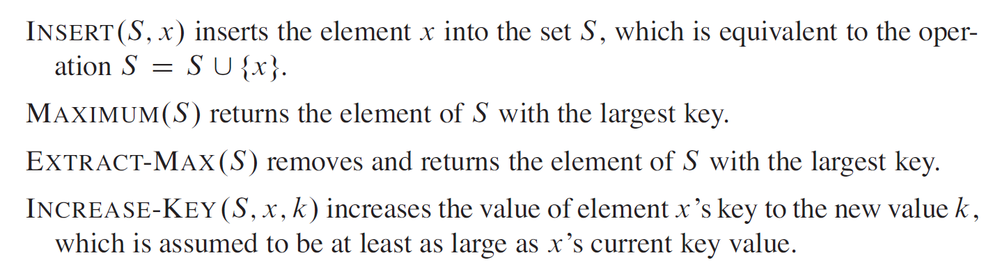 INSERT(S, x) inserts the element x into the set S, which is equivalent to the oper-
ation S = S ∪ {x}.
MAXIMUM(S) returns the element of S with the largest key.
EXTRACT-MAX(S) removes and returns the element of S with the largest key.
INCREASE-KEY(S, x, k) increases the value of element x’s key to the new value k,
which is assumed to be at least as large as x’s current key value.